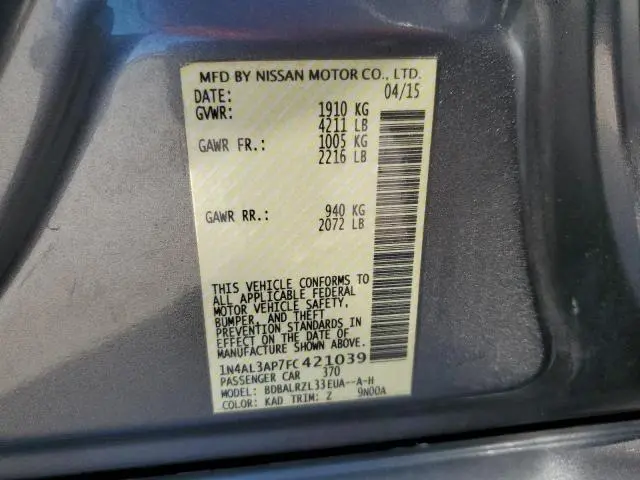 MFD BY NISSAN MOTOR CO., LTD.
DATE: 04/15
GVWR: 1910 KG
4211 LB
GAWR FR.: 1005 KG
2216 LB
GAWR RR.: 940 KG
2072 LB
THIS VEHICLE CONFORMS TO
ALL APPLICABLE FEDERAL
MOTOR VEHICLE SAFETY,
BUMPER, AND THEFT
PREVENTION STANDARDS IN
EFFECT ON THE DATE OF
MANUFACTURE SHOWN ABOVE.
1N4AL3AP7FC421039
PASSENGER CAR 370
MODEL: BDBALRZL33EUA--A-H
COLOR: KAD TRIM: Z 9N00A